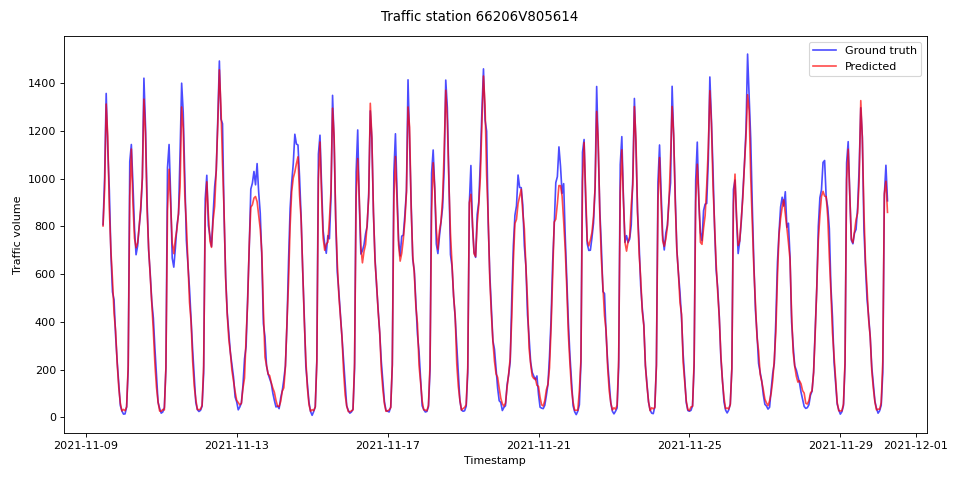 Traffic station 66206V805614
Ground truth
Predicted
1400
1200
1000
800
600
400
200
0
Traffic volume
2021-11-09 2021-11-13 2021-11-17 2021-11-21 2021-11-25 2021-11-29 2021-12-01
Timestamp